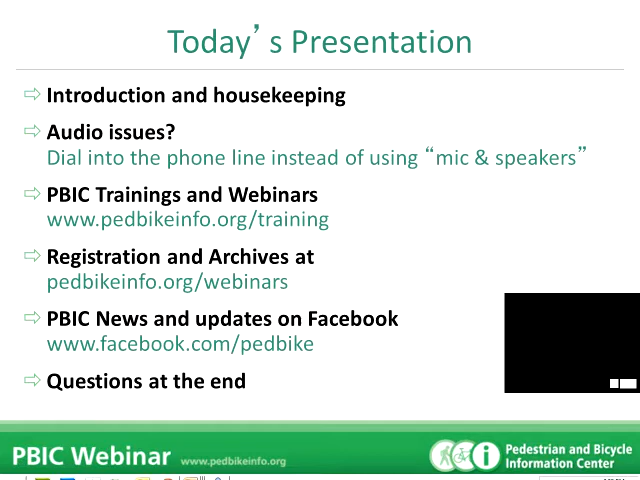 Today’s Presentation
Introduction and housekeeping
Audio issues?
Dial into the phone line instead of using “mic & speakers”
PBIC Trainings and Webinars
www.pedbikeinfo.org/training
Registration and Archives at
pedbikeinfo.org/webinars
PBIC News and updates on Facebook
www.facebook.com/pedbike
Questions at the end
PBIC Webinar www.pedbikeinfo.org
Pedestrian and Bicycle
Information Center